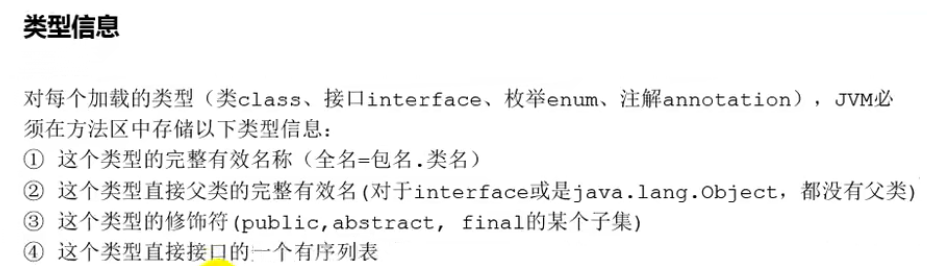 类型信息
对每个加载的类型（类class、接口interface、枚举enum、注解annotation），JVM必
须在方法区中存储以下类型信息：
① 这个类型的完整有效名称（全名=包名.类名）
② 这个类型直接父类的完整有效名(对于interface或是java.lang.Object，都没有父类)
③ 这个类型的修饰符(public,abstract, final的某个子集)
④ 这个类型直接接口的一个有序列表